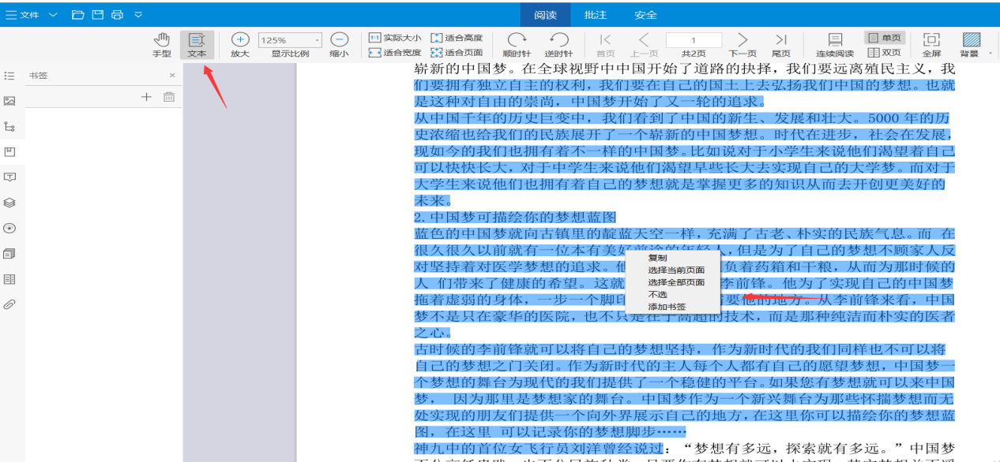 文件
阅读 批注 安全
手型 文本 放大 125% 显示比例 缩小 1:1 实际大小 适合宽度 适合高度 适合页面 顺时针 逆时针 首页 上一页 1 共2页 下一页 尾页 连续阅读 单页 双页 全屏 背景
书签
崭新的中国梦。在全球视野中中国开始了道路的抉择，我们要远离殖民主义，我
们要拥有独立自主的权利，我们要在自己的国土上去弘扬我们中国的梦想。也就
是这种对自由的崇尚，中国梦开始了又一轮的追求。
从中国千年的历史巨变中，我们看到了中国的新生、发展和壮大。5000 年的历
史浓缩也给我们的民族展开了一个崭新的中国梦想。时代在进步，社会在发展，
现如今的我们也拥有着不一样的中国梦。比如说对于小学生来说他们渴望着自己
可以快快长大，对于中学生来说他们渴望早些长大去实现自己的大学梦。而对于
大学生来说他们也拥有着自己的梦想就是掌握更多的知识从而去开创更美好的
未来。
2.中国梦可描绘你的梦想蓝图
蓝色的中国梦就向古镇里的靛蓝天空一样，充满了古老、朴实的民族气息。而 在
很久很久以前就有一位本有美好前途的年轻人，但是为了自己的梦想不顾家人反
对坚持着对医学梦想的追求。他 负着药箱和干粮，从而为那时候的
人 们带来了健康的希望。这就 李前锋。他为了实现自己的中国梦
拖着虚弱的身体，一步一个脚印 要他的地方。从李前锋来看，中国
梦不是只在豪华的医院，也不只是在于高超的技术，而是那种纯洁而朴实的医者
之心。
复制
选择当前页面
选择全部页面
不选
添加书签
古时候的李前锋就可以将自己的梦想坚持，作为新时代的我们同样也不可以将
自己的梦想之门关闭。作为新时代的主人每个人都有自己的愿望梦想，中国梦一
个梦想的舞台为现代的我们提供了一个稳健的平台。如果您有梦想就可以来中国
梦， 因为那里是梦想家的舞台。中国梦作为一个新兴舞台为那些怀揣梦想而无
处实现的朋友们提供一个向外界展示自己的地方，在这里你可以描绘你的梦想蓝
图，在这里 可以记录你的梦想脚步……
神九中的首位女飞行员刘洋曾经说过：“梦想有多远，探索就有多远。”中国梦